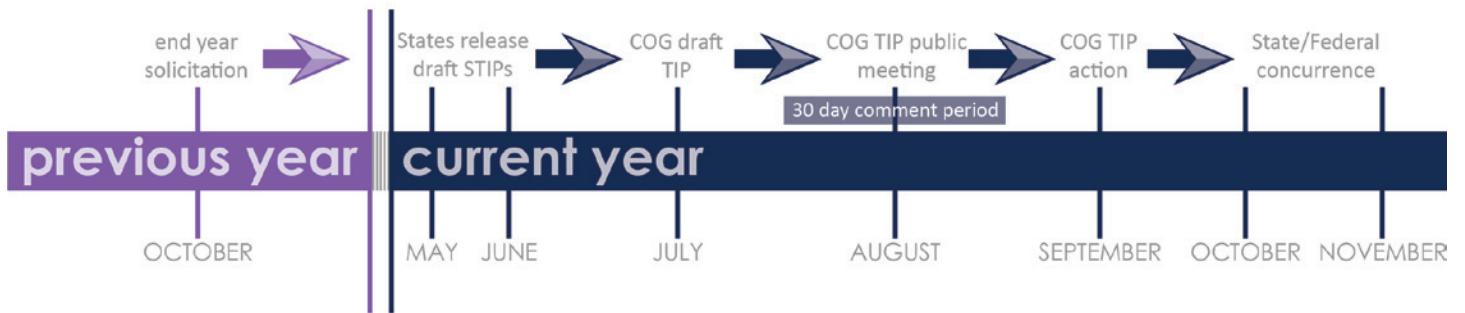 end year
solicitation
States release
draft STIPs
COG draft
TIP
COG TIP public
meeting
COG TIP
action
State/Federal
concurrence
30 day comment period
previous year
current year
OCTOBER
MAY
JUNE
JULY
AUGUST
SEPTEMBER
OCTOBER
NOVEMBER